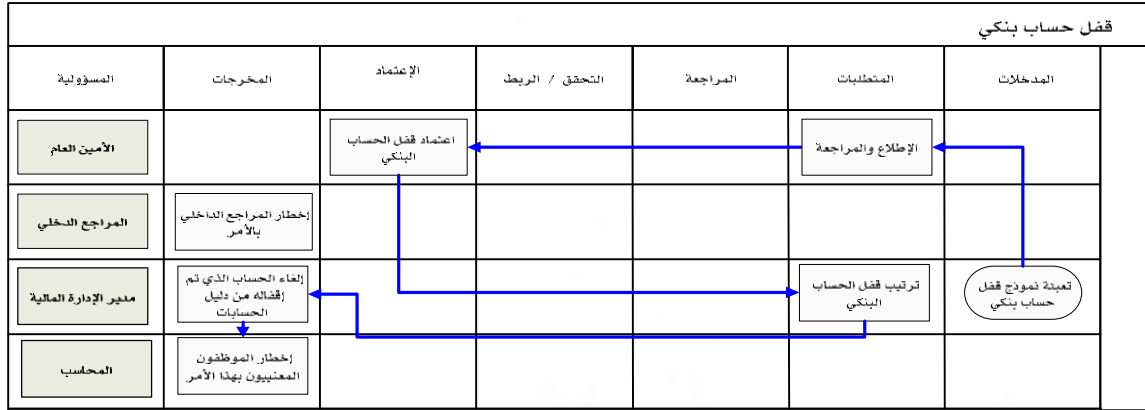 قفل حساب بنكي
المدخلات
المتطلبات
المراجعة
التحقق / الربط
الإعتماد
المخرجات
المسؤولية
الإطلاع والمراجعة
اعتماد قفل الحساب
البنكي
الأمين العام
إخطار المراجع الداخلي
بالأمر
المراجع الدخلي
تعبئة نموذج قفل
حساب بنكي
ترتيب قفل الحساب
البنكي
إلغاء الحساب الذي تم
إقفاله من دليل
الحسابات
مدير الإدارة المالية
إخطار الموظفون
المعنييون بهذا الأمر
المحاسب